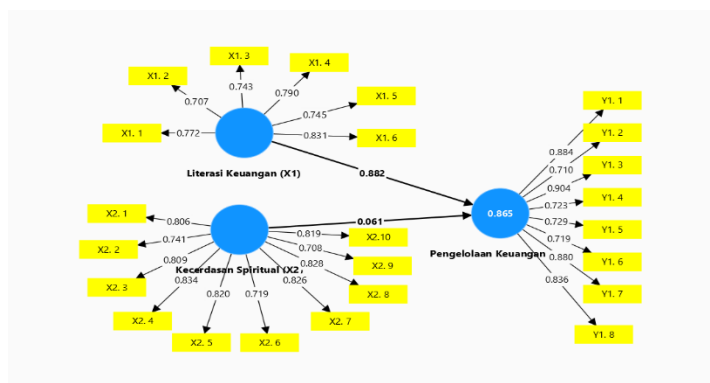 X1. 3
X1. 4
X1. 2
X1. 5
X1. 1
X1. 6
0.743
0.790
0.707
0.745
0.772
0.831
Literasi Keuangan (X1)
0.882
X2. 1
X2. 2
X2. 3
X2. 4
X2. 5
X2. 6
X2. 7
X2. 8
X2. 9
X2.10
0.806
0.741
0.809
0.834
0.820
0.719
0.826
0.828
0.708
0.819
Kecerdasan Spiritual (X2
0.061
0.865
Pengelolaan Keuangan
0.884
0.710
0.904
0.723
0.729
0.719
0.880
0.836
Y1. 1
Y1. 2
Y1. 3
Y1. 4
Y1. 5
Y1. 6
Y1. 7
Y1. 8